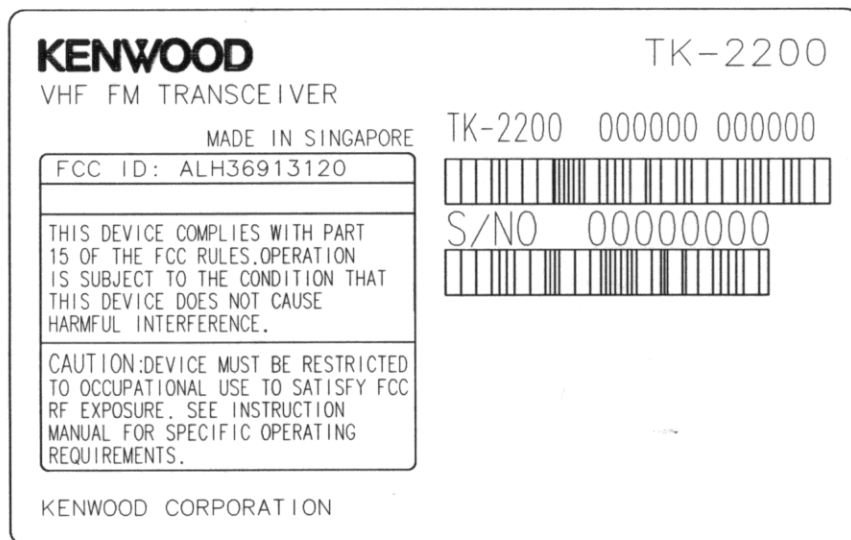 KENWOOD
TK-2200
VHF FM TRANSCEIVER
MADE IN SINGAPORE
FCC ID: ALH36913120
THIS DEVICE COMPLIES WITH PART
15 OF THE FCC RULES.OPERATION
IS SUBJECT TO THE CONDITION THAT
THIS DEVICE DOES NOT CAUSE
HARMFUL INTERFERENCE.
CAUTION:DEVICE MUST BE RESTRICTED
TO OCCUPATIONAL USE TO SATISFY FCC
RF EXPOSURE. SEE INSTRUCTION
MANUAL FOR SPECIFIC OPERATING
REQUIREMENTS.
KENWOOD CORPORATION
TK-2200 000000 000000
S/NO 00000000